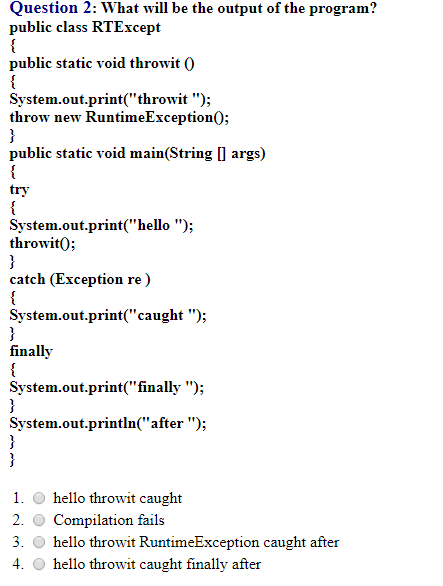 Question 2: What will be the output of the program?
public class RTExcept
{
public static void throwit ()
{
System.out.print("throwit ");
throw new RuntimeException();
}
public static void main(String [] args)
{
try
{
System.out.print("hello ");
throwit();
}
catch (Exception re )
{
System.out.print("caught ");
}
finally
{
System.out.print("finally ");
}
System.out.println("after ");
}
}
1. hello throwit caught
2. Compilation fails
3. hello throwit RuntimeException caught after
4. hello throwit caught finally after